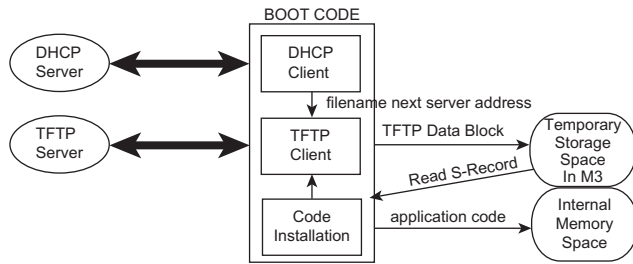 BOOT CODE
DHCP
Server
DHCP
Client
filename next server address
TFTP
Server
TFTP
Client
TFTP Data Block
Temporary
Storage
Space
In M3
Read S-Record
Code
Installation
application code
Internal
Memory
Space